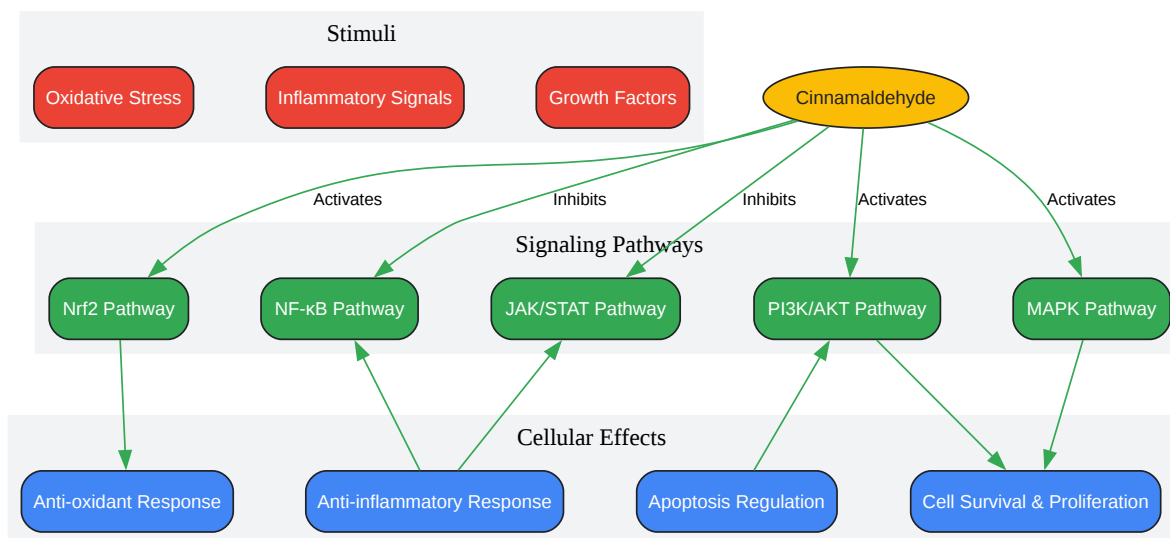 Stimuli
Oxidative Stress
Inflammatory Signals
Growth Factors
Cinnamaldehyde
Activates
Inhibits
Inhibits
Activates
Activates
Signaling Pathways
Nrf2 Pathway
NF-κB Pathway
JAK/STAT Pathway
PI3K/AKT Pathway
MAPK Pathway
Cellular Effects
Anti-oxidant Response
Anti-inflammatory Response
Apoptosis Regulation
Cell Survival & Proliferation